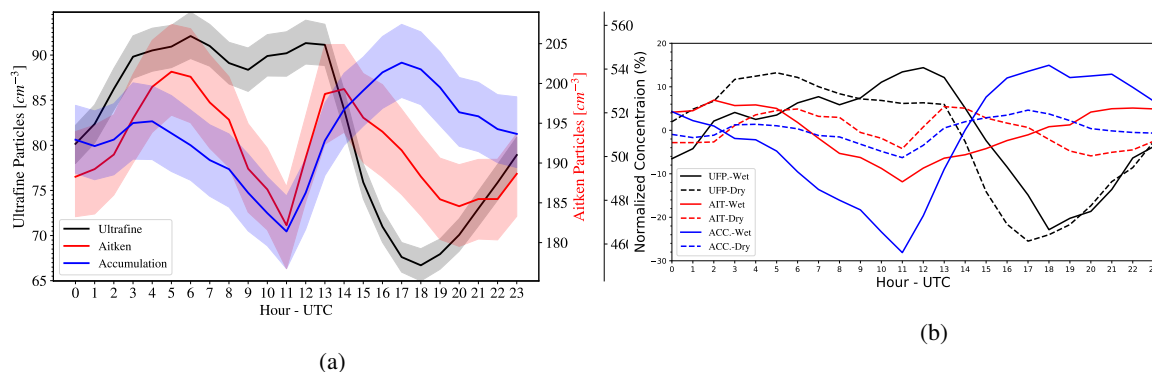 Ultrafine Particles [cm⁻³]
90
85
80
75
70
65
0 1 2 3 4 5 6 7 8 9 10 11 12 13 14 15 16 17 18 19 20 21 22 23
Hour - UTC
Ultrafine
Aitken
Accumulation
205
200
195
190
185
180
Aitken Particles [cm⁻³]
(a)
560
540
520
500
480
460
Normalized Concentraion (%)
20
15
10
5
0
−5
−10
−15
−20
−25
−30
0 1 2 3 4 5 6 7 8 9 10 11 12 13 14 15 16 17 18 19 20 21 22
Hour - UTC
UFP.-Wet
UFP-Dry
AIT-Wet
AIT-Dry
ACC.-Wet
ACC.-Dry
(b)